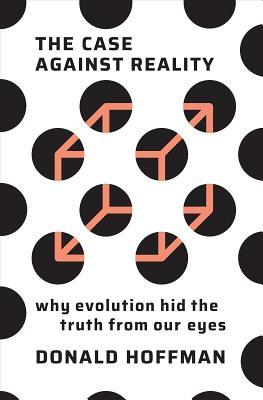 THE CASE
AGAINST REALITY
why evolution hid the
truth from our eyes
DONALD HOFFMAN